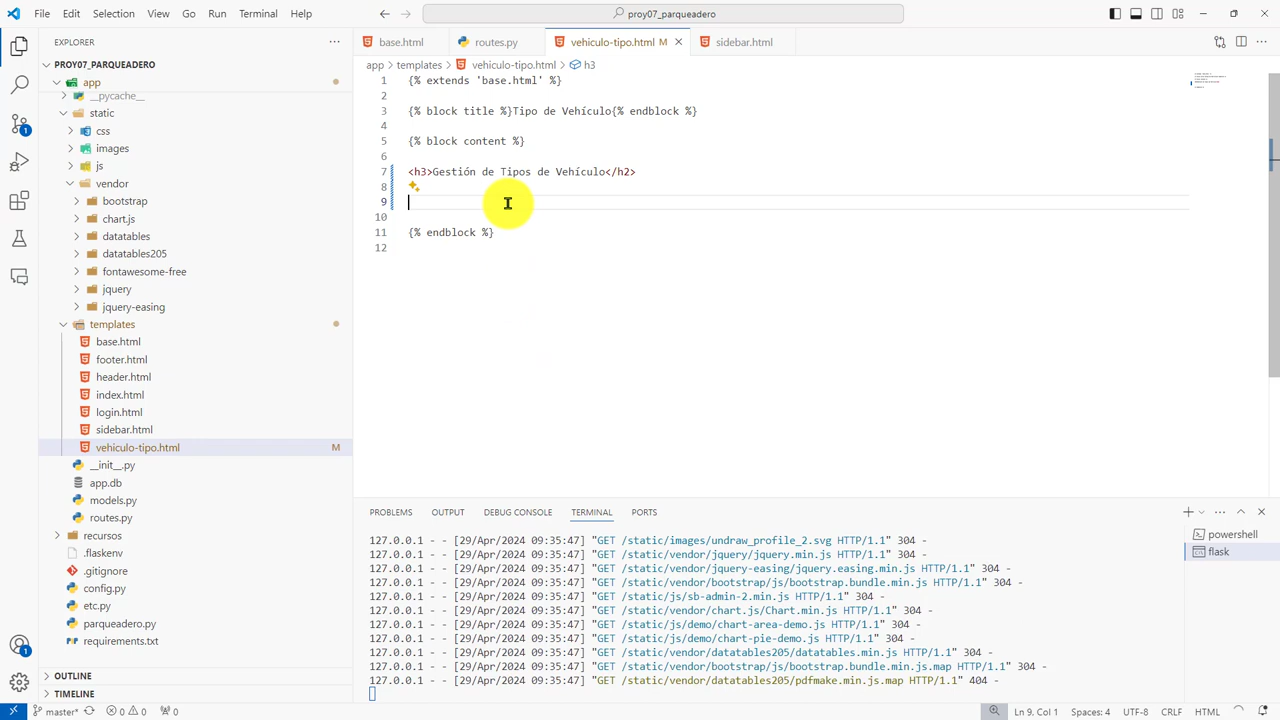 File Edit Selection View Go Run Terminal Help
proy07_parqueadero
EXPLORER
PROY07_PARQUEADERO
app
__pycache__
static
css
images
js
vendor
bootstrap
chart.js
datatables
datatables205
fontawesome-free
jquery
jquery-easing
templates
base.html
footer.html
header.html
index.html
login.html
sidebar.html
vehiculo-tipo.html M
__init__.py
app.db
models.py
routes.py
recursos
.flaskenv
.gitignore
config.py
etc.py
parqueadero.py
requirements.txt
OUTLINE
TIMELINE
base.html routes.py vehiculo-tipo.html M sidebar.html
app > templates > vehiculo-tipo.html > h3
1 {% extends 'base.html' %}
2
3 {% block title %}Tipo de Vehículo{% endblock %}
4
5 {% block content %}
6
7 <h3>Gestión de Tipos de Vehículo</h2>
8
9
10
11 {% endblock %}
12
PROBLEMS OUTPUT DEBUG CONSOLE TERMINAL PORTS
127.0.0.1 - - [29/Apr/2024 09:35:47] "GET /static/images/undraw_profile_2.svg HTTP/1.1" 304 -
127.0.0.1 - - [29/Apr/2024 09:35:47] "GET /static/vendor/jquery/jquery.min.js HTTP/1.1" 304 -
127.0.0.1 - - [29/Apr/2024 09:35:47] "GET /static/vendor/jquery-easing/jquery.easing.min.js HTTP/1.1" 304 -
127.0.0.1 - - [29/Apr/2024 09:35:47] "GET /static/vendor/bootstrap/js/bootstrap.bundle.min.js HTTP/1.1" 304 -
127.0.0.1 - - [29/Apr/2024 09:35:47] "GET /static/js/sb-admin-2.min.js HTTP/1.1" 304 -
127.0.0.1 - - [29/Apr/2024 09:35:47] "GET /static/vendor/chart.js/Chart.min.js HTTP/1.1" 304 -
127.0.0.1 - - [29/Apr/2024 09:35:47] "GET /static/js/demo/chart-area-demo.js HTTP/1.1" 304 -
127.0.0.1 - - [29/Apr/2024 09:35:47] "GET /static/js/demo/chart-pie-demo.js HTTP/1.1" 304 -
127.0.0.1 - - [29/Apr/2024 09:35:47] "GET /static/vendor/datatables205/datatables.min.js HTTP/1.1" 304 -
127.0.0.1 - - [29/Apr/2024 09:35:47] "GET /static/vendor/bootstrap/js/bootstrap.bundle.min.js.map HTTP/1.1" 304 -
127.0.0.1 - - [29/Apr/2024 09:35:47] "GET /static/vendor/datatables205/pdfmake.min.js.map HTTP/1.1" 404 -
powershell
flask
1
1
master* 0 0 0 Ln 9, Col 1 Spaces: 4 UTF-8 CRLF HTML